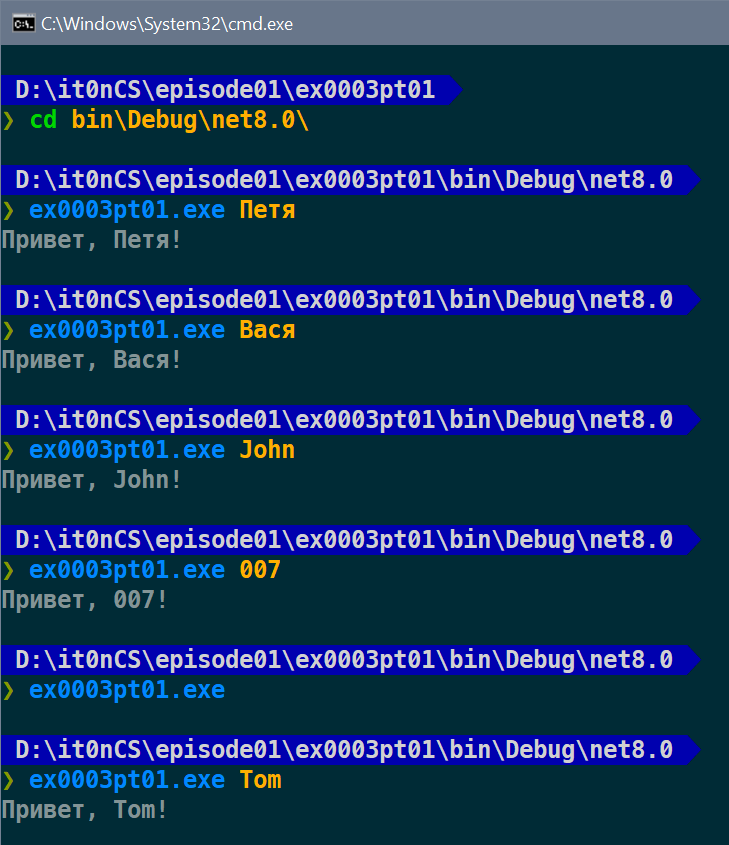 C:\Windows\System32\cmd.exe
D:\it0nCS\episode01\ex0003pt01
❯ cd bin\Debug\net8.0\
D:\it0nCS\episode01\ex0003pt01\bin\Debug\net8.0
❯ ex0003pt01.exe Петя
Привет, Петя!
D:\it0nCS\episode01\ex0003pt01\bin\Debug\net8.0
❯ ex0003pt01.exe Вася
Привет, Вася!
D:\it0nCS\episode01\ex0003pt01\bin\Debug\net8.0
❯ ex0003pt01.exe John
Привет, John!
D:\it0nCS\episode01\ex0003pt01\bin\Debug\net8.0
❯ ex0003pt01.exe 007
Привет, 007!
D:\it0nCS\episode01\ex0003pt01\bin\Debug\net8.0
❯ ex0003pt01.exe
D:\it0nCS\episode01\ex0003pt01\bin\Debug\net8.0
❯ ex0003pt01.exe Tom
Привет, Tom!